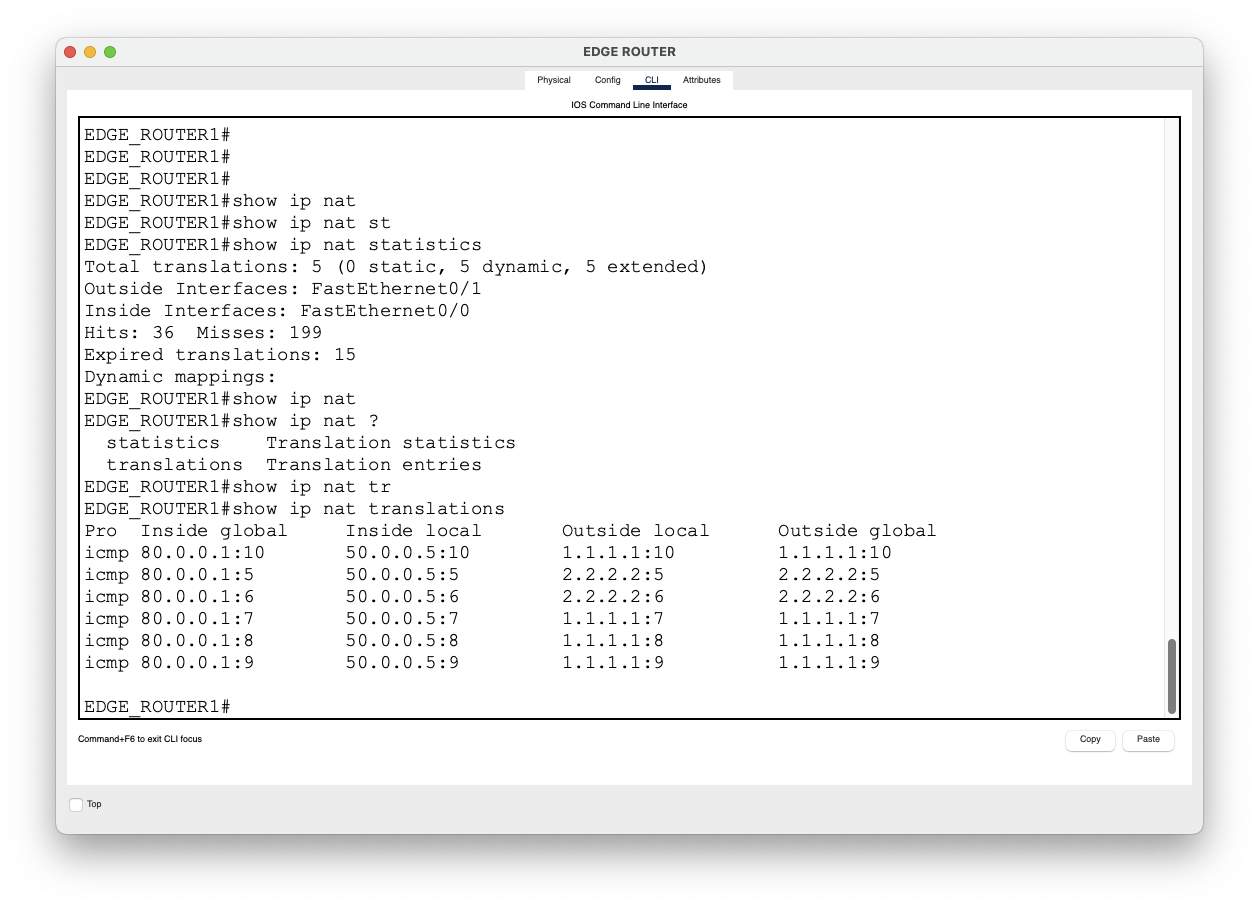 EDGE ROUTER
Physical Config CLI Attributes
IOS Command Line Interface
EDGE_ROUTER1#
EDGE_ROUTER1#
EDGE_ROUTER1#
EDGE_ROUTER1#show ip nat
EDGE_ROUTER1#show ip nat st
EDGE_ROUTER1#show ip nat statistics
Total translations: 5 (0 static, 5 dynamic, 5 extended)
Outside Interfaces: FastEthernet0/1
Inside Interfaces: FastEthernet0/0
Hits: 36  Misses: 199
Expired translations: 15
Dynamic mappings:
EDGE_ROUTER1#show ip nat
EDGE_ROUTER1#show ip nat ?
  statistics    Translation statistics
  translations  Translation entries
EDGE_ROUTER1#show ip nat tr
EDGE_ROUTER1#show ip nat translations
Pro  Inside global     Inside local       Outside local      Outside global
icmp 80.0.0.1:10       50.0.0.5:10        1.1.1.1:10         1.1.1.1:10
icmp 80.0.0.1:5        50.0.0.5:5         2.2.2.2:5          2.2.2.2:5
icmp 80.0.0.1:6        50.0.0.5:6         2.2.2.2:6          2.2.2.2:6
icmp 80.0.0.1:7        50.0.0.5:7         1.1.1.1:7          1.1.1.1:7
icmp 80.0.0.1:8        50.0.0.5:8         1.1.1.1:8          1.1.1.1:8
icmp 80.0.0.1:9        50.0.0.5:9         1.1.1.1:9          1.1.1.1:9
EDGE_ROUTER1#
Command+F6 to exit CLI focus
Copy Paste
Top